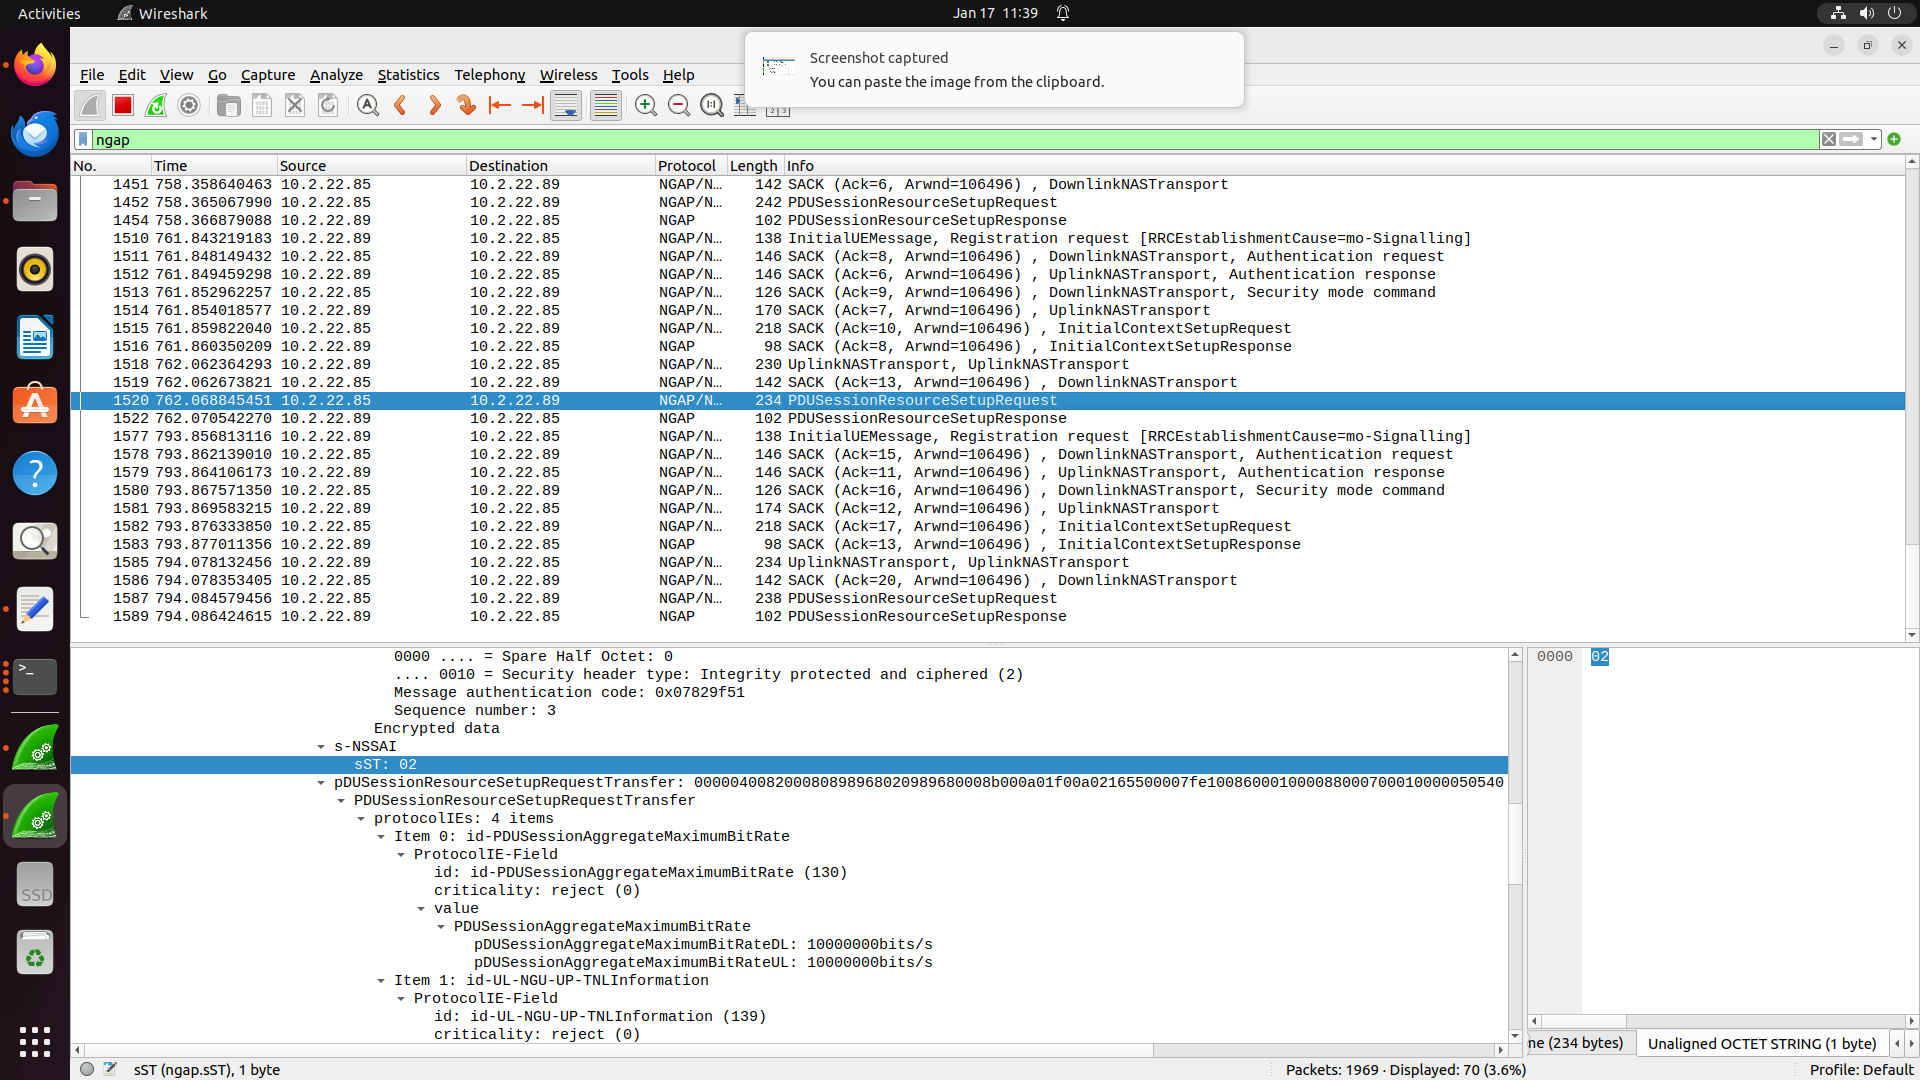 Activities
Wireshark
Jan 17 11:39
Screenshot captured
You can paste the image from the clipboard.
File Edit View Go Capture Analyze Statistics Telephony Wireless Tools Help
ngap
No. Time Source Destination Protocol Length Info
1451 758.358640463 10.2.22.85 10.2.22.89 NGAP/N… 142 SACK (Ack=6, Arwnd=106496) , DownlinkNASTransport
1452 758.365067990 10.2.22.85 10.2.22.89 NGAP/N… 242 PDUSessionResourceSetupRequest
1454 758.366879088 10.2.22.89 10.2.22.85 NGAP 102 PDUSessionResourceSetupResponse
1510 761.843219183 10.2.22.89 10.2.22.85 NGAP/N… 138 InitialUEMessage, Registration request [RRCEstablishmentCause=mo-Signalling]
1511 761.848149432 10.2.22.85 10.2.22.89 NGAP/N… 146 SACK (Ack=8, Arwnd=106496) , DownlinkNASTransport, Authentication request
1512 761.849459298 10.2.22.89 10.2.22.85 NGAP/N… 146 SACK (Ack=6, Arwnd=106496) , UplinkNASTransport, Authentication response
1513 761.852962257 10.2.22.85 10.2.22.89 NGAP/N… 126 SACK (Ack=9, Arwnd=106496) , DownlinkNASTransport, Security mode command
1514 761.854018577 10.2.22.89 10.2.22.85 NGAP/N… 170 SACK (Ack=7, Arwnd=106496) , UplinkNASTransport
1515 761.859822040 10.2.22.85 10.2.22.89 NGAP/N… 218 SACK (Ack=10, Arwnd=106496) , InitialContextSetupRequest
1516 761.860350209 10.2.22.89 10.2.22.85 NGAP 98 SACK (Ack=8, Arwnd=106496) , InitialContextSetupResponse
1518 762.062364293 10.2.22.89 10.2.22.85 NGAP/N… 230 UplinkNASTransport, UplinkNASTransport
1519 762.062673821 10.2.22.85 10.2.22.89 NGAP/N… 142 SACK (Ack=13, Arwnd=106496) , DownlinkNASTransport
1520 762.068845451 10.2.22.85 10.2.22.89 NGAP/N… 234 PDUSessionResourceSetupRequest
1522 762.070542270 10.2.22.89 10.2.22.85 NGAP 102 PDUSessionResourceSetupResponse
1577 793.856813116 10.2.22.89 10.2.22.85 NGAP/N… 138 InitialUEMessage, Registration request [RRCEstablishmentCause=mo-Signalling]
1578 793.862139010 10.2.22.85 10.2.22.89 NGAP/N… 146 SACK (Ack=15, Arwnd=106496) , DownlinkNASTransport, Authentication request
1579 793.864106173 10.2.22.89 10.2.22.85 NGAP/N… 146 SACK (Ack=11, Arwnd=106496) , UplinkNASTransport, Authentication response
1580 793.867571350 10.2.22.85 10.2.22.89 NGAP/N… 126 SACK (Ack=16, Arwnd=106496) , DownlinkNASTransport, Security mode command
1581 793.869583215 10.2.22.89 10.2.22.85 NGAP/N… 174 SACK (Ack=12, Arwnd=106496) , UplinkNASTransport
1582 793.876333850 10.2.22.85 10.2.22.89 NGAP/N… 218 SACK (Ack=17, Arwnd=106496) , InitialContextSetupRequest
1583 793.877011356 10.2.22.89 10.2.22.85 NGAP 98 SACK (Ack=13, Arwnd=106496) , InitialContextSetupResponse
1585 794.078132456 10.2.22.89 10.2.22.85 NGAP/N… 234 UplinkNASTransport, UplinkNASTransport
1586 794.078353405 10.2.22.85 10.2.22.89 NGAP/N… 142 SACK (Ack=20, Arwnd=106496) , DownlinkNASTransport
1587 794.084579456 10.2.22.85 10.2.22.89 NGAP/N… 238 PDUSessionResourceSetupRequest
1589 794.086424615 10.2.22.89 10.2.22.85 NGAP 102 PDUSessionResourceSetupResponse
0000 .... = Spare Half Octet: 0
.... 0010 = Security header type: Integrity protected and ciphered (2)
Message authentication code: 0x07829f51
Sequence number: 3
Encrypted data
s-NSSAI
sST: 02
pDUSessionResourceSetupRequestTransfer: 000004008200080898968020989680008b000a01f00a02165500007fe100860001000088000700010000050540
PDUSessionResourceSetupRequestTransfer
protocolIEs: 4 items
Item 0: id-PDUSessionAggregateMaximumBitRate
ProtocolIE-Field
id: id-PDUSessionAggregateMaximumBitRate (130)
criticality: reject (0)
value
PDUSessionAggregateMaximumBitRate
pDUSessionAggregateMaximumBitRateDL: 10000000bits/s
pDUSessionAggregateMaximumBitRateUL: 10000000bits/s
Item 1: id-UL-NGU-UP-TNLInformation
ProtocolIE-Field
id: id-UL-NGU-UP-TNLInformation (139)
criticality: reject (0)
0000 02
SSD
ne (234 bytes)
Unaligned OCTET STRING (1 byte)
sST (ngap.sST), 1 byte
Packets: 1969 · Displayed: 70 (3.6%)
Profile: Default